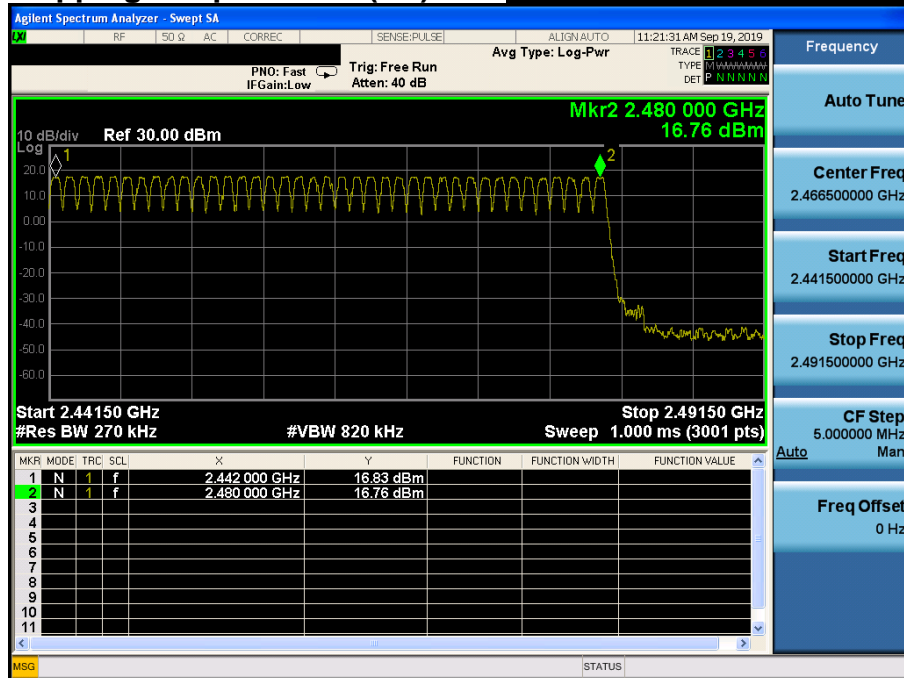 Agilent Spectrum Analyzer - Swept SA
LXI RF 50 Ω AC CORREC SENSE:PULSE ALIGN AUTO 11:21:31 AM Sep 19, 2019
PNO: Fast
IFGain:Low
Trig: Free Run
Atten: 40 dB
Avg Type: Log-Pwr
TRACE 1 2 3 4 5 6
TYPE M W W W W W
DET P N N N N N
Mkr2 2.480 000 GHz
16.76 dBm
10 dB/div Ref 30.00 dBm
Log
1
2
20.0
10.0
0.00
-10.0
-20.0
-30.0
-40.0
-50.0
-60.0
Start 2.44150 GHz Stop 2.49150 GHz
#Res BW 270 kHz #VBW 820 kHz Sweep 1.000 ms (3001 pts)
MKR MODE TRC SCL X Y FUNCTION FUNCTION WIDTH FUNCTION VALUE
1 N 1 f 2.442 000 GHz 16.83 dBm
2 N 1 f 2.480 000 GHz 16.76 dBm
3
4
5
6
7
8
9
10
11
MSG STATUS
Frequency
Auto Tune
Center Freq
2.466500000 GHz
Start Freq
2.441500000 GHz
Stop Freq
2.491500000 GHz
CF Step
5.000000 MHz
Auto Man
Freq Offset
0 Hz